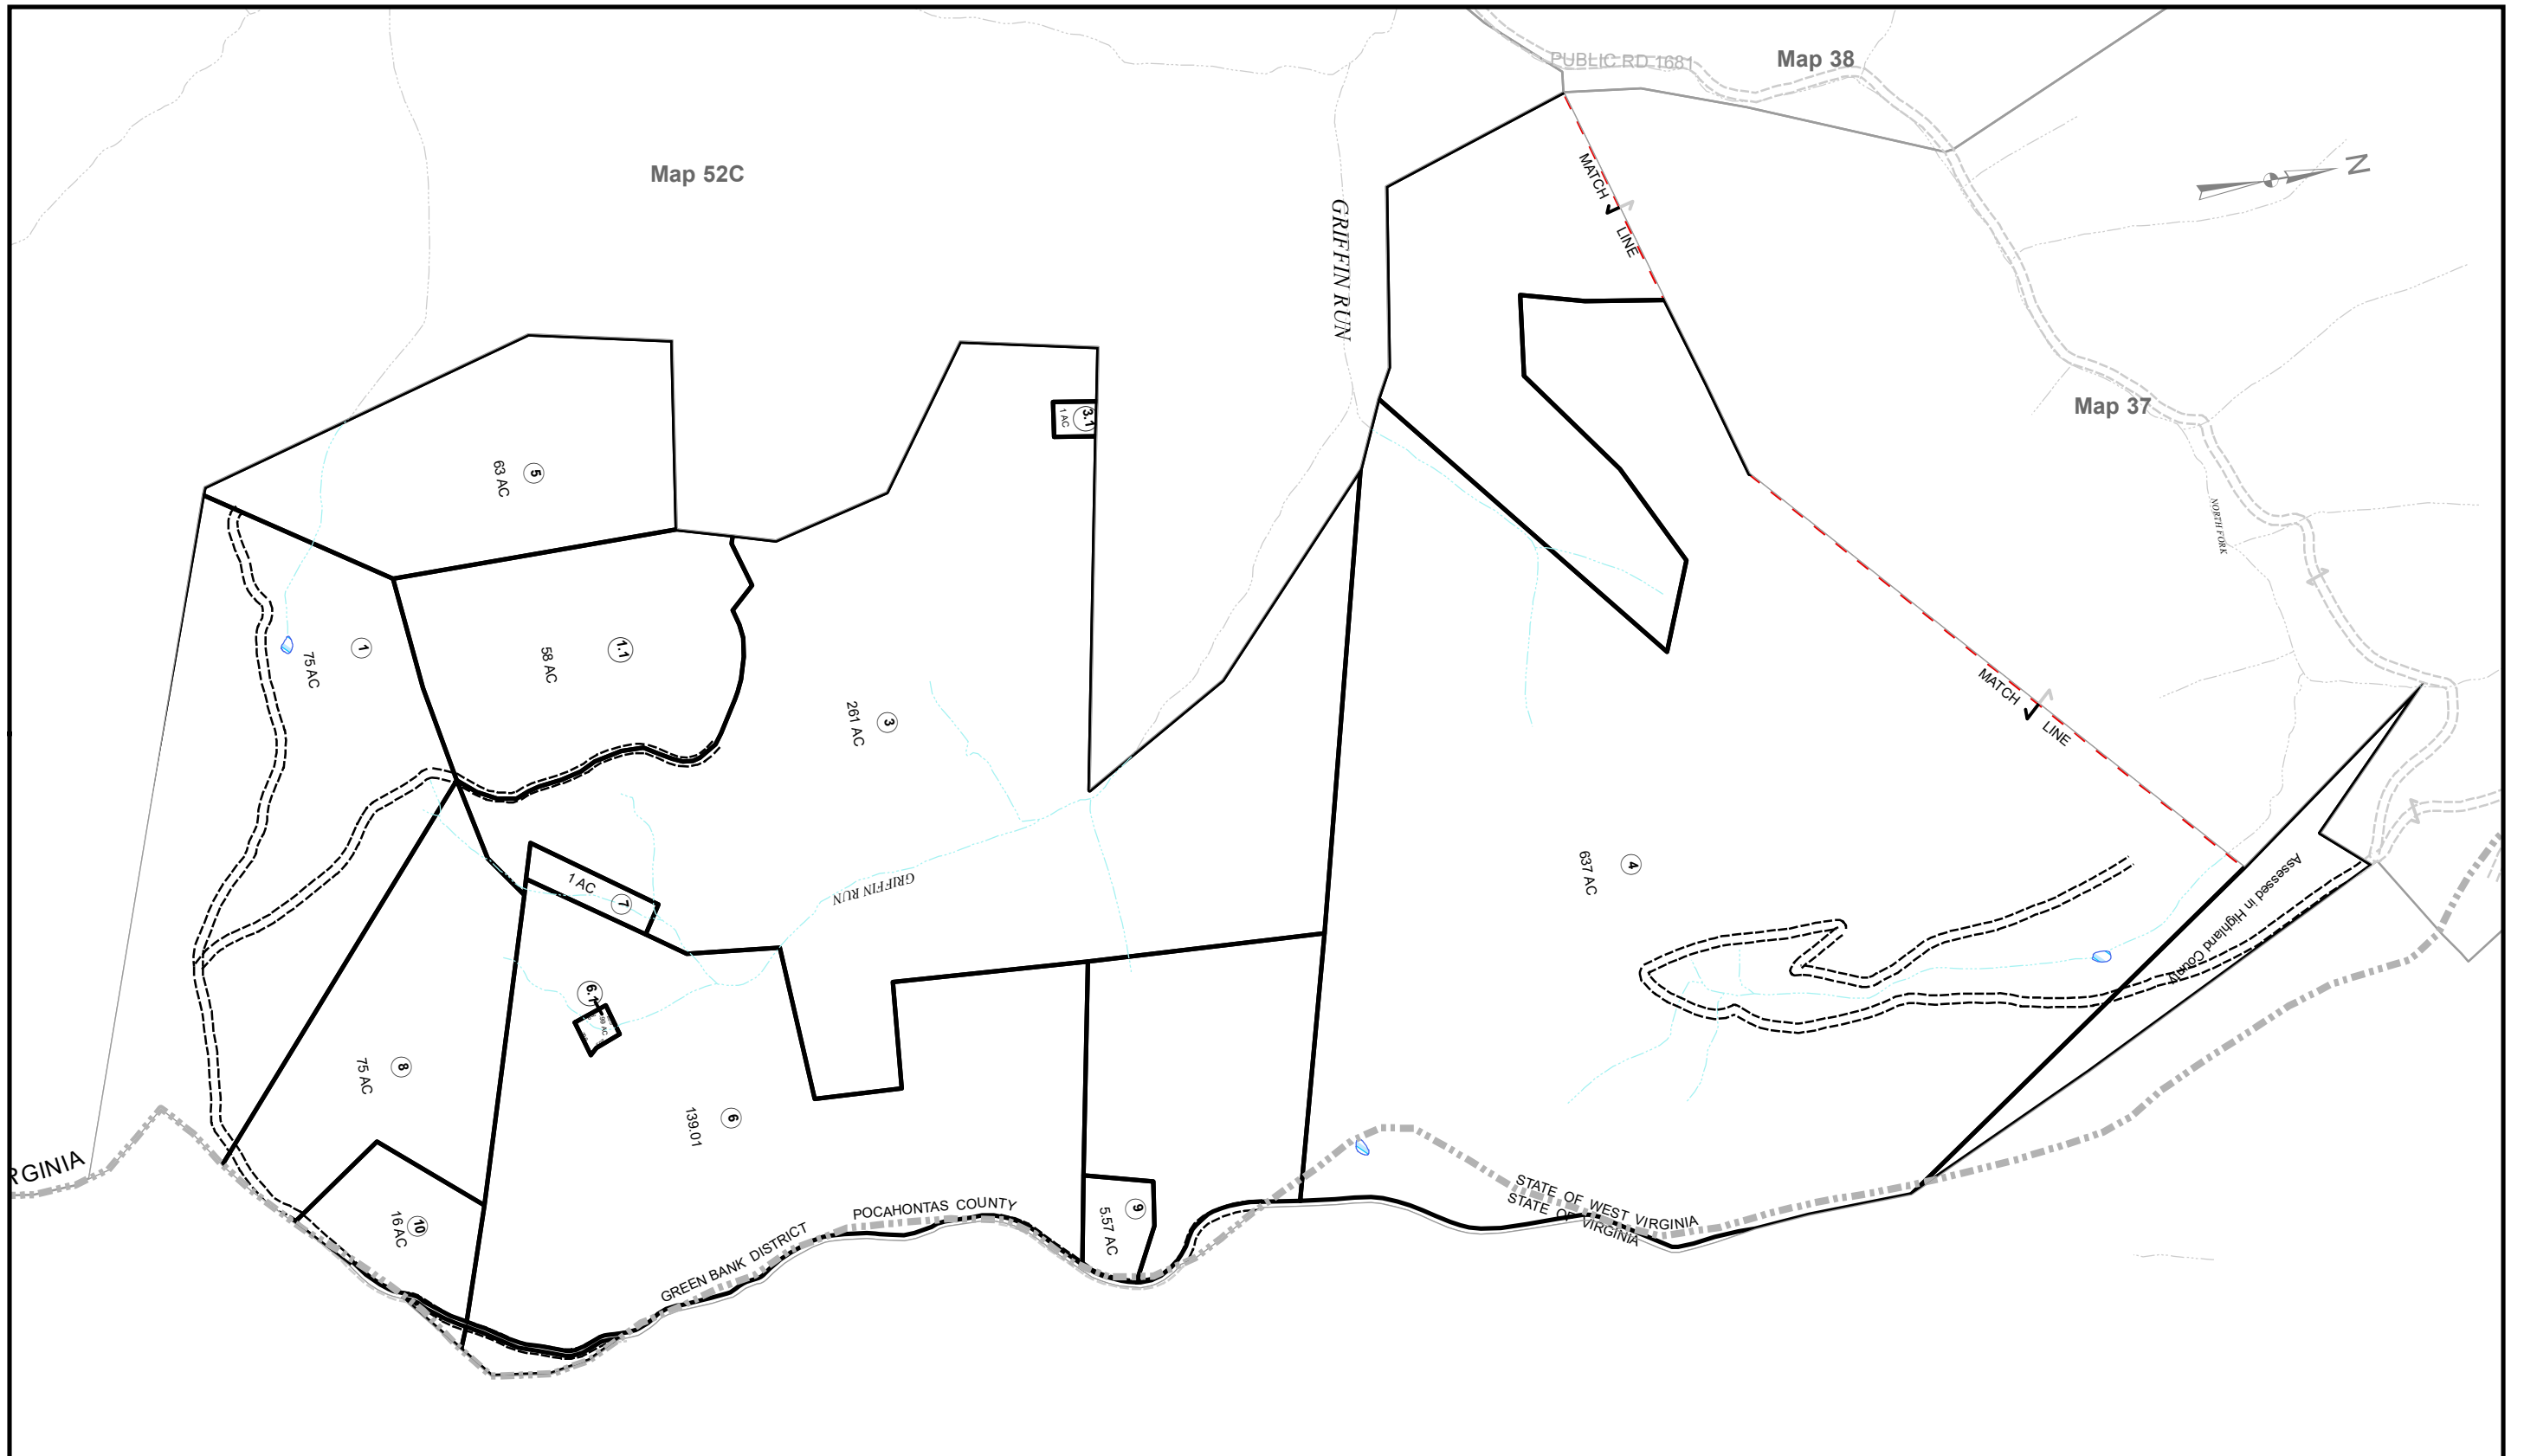 PUBLIC RD 1681
Map 38
Map 52C
N
MATCH
LINE
GRIFFIN RUN
3.1
1 AC
Map 37
5
63 AC
NORTH FORK
1
75 AC
1.1
58 AC
3
261 AC
MATCH
LINE
4
637 AC
Assessed in Highland County
1 AC
7
GRIFFIN RUN
6.1
8
75 AC
6
139.01
RGINIA
10
16 AC
9
5.57 AC
GREEN BANK DISTRICT
POCAHONTAS COUNTY
STATE OF WEST VIRGINIA
STATE OF VIRGINIA